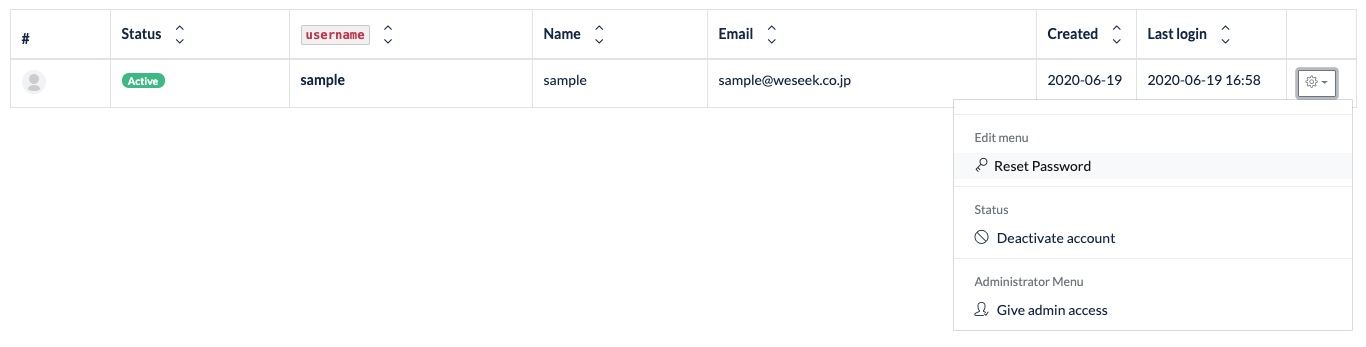 # Status username Name Email Created Last login
Active sample sample sample@weseek.co.jp 2020-06-19 2020-06-19 16:58
Edit menu
Reset Password
Status
Deactivate account
Administrator Menu
Give admin access